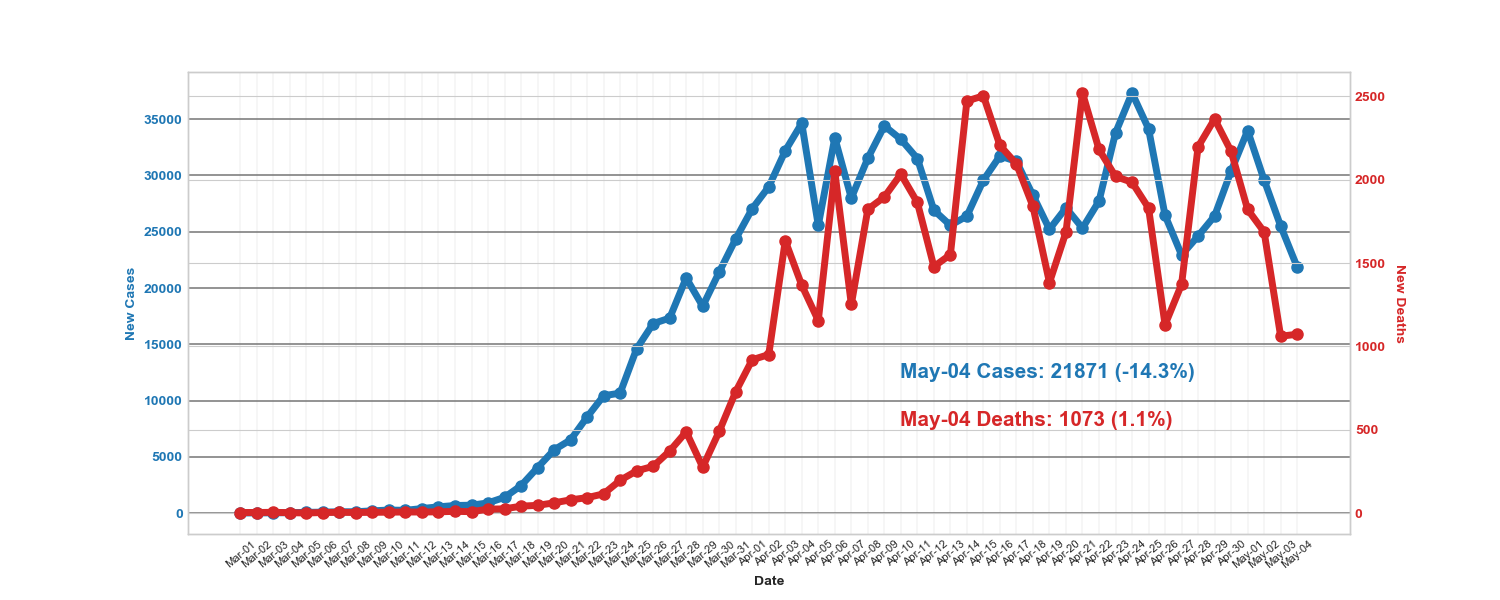 35000
30000
25000
20000
15000
10000
5000
0
New Cases
2500
2000
1500
1000
500
0
New Deaths
May-04 Cases: 21871 (-14.3%)
May-04 Deaths: 1073 (1.1%)
Mar-01 Mar-02 Mar-03 Mar-04 Mar-05 Mar-06 Mar-07 Mar-08 Mar-09 Mar-10 Mar-11 Mar-12 Mar-13 Mar-14 Mar-15 Mar-16 Mar-17 Mar-18 Mar-19 Mar-20 Mar-21 Mar-22 Mar-23 Mar-24 Mar-25 Mar-26 Mar-27 Mar-28 Mar-29 Mar-30 Mar-31 Apr-01 Apr-02 Apr-03 Apr-04 Apr-05 Apr-06 Apr-07 Apr-08 Apr-09 Apr-10 Apr-11 Apr-12 Apr-13 Apr-14 Apr-15 Apr-16 Apr-17 Apr-18 Apr-19 Apr-20 Apr-21 Apr-22 Apr-23 Apr-24 Apr-25 Apr-26 Apr-27 Apr-28 Apr-29 Apr-30 May-01 May-02 May-03 May-04
Date